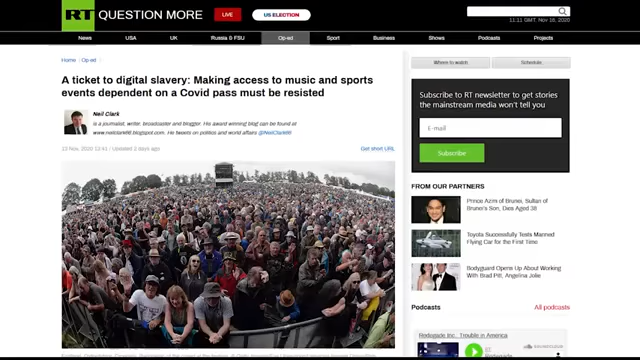 RT QUESTION MORE
LIVE
US ELECTION
11:11 GMT, Nov 16, 2020
News USA UK Russia & FSU Op-ed Sport Business Shows Podcasts Projects
Home Op-ed
A ticket to digital slavery: Making access to music and sports
events dependent on a Covid pass must be resisted
Neil Clark
is a journalist, writer, broadcaster and blogger. His award winning blog can be found at
www.neilclark66.blogspot.com. He tweets on politics and world affairs @NeilClark66
13 Nov, 2020 12:41 / Updated 2 days ago
Get short URL
Where to watch
Schedule
Subscribe to RT newsletter to get stories
the mainstream media won't tell you
E-mail
Subscribe
FROM OUR PARTNERS
Prince Azim of Brunei, Sultan of
Brunei's Son, Dies Aged 38
Toyota Successfully Tests Manned
Flying Car for the First Time
Bodyguard Opens Up About Working
With Brad Pitt, Angelina Jolie
Podcasts
All podcasts
Redogade Inc.: Trouble in America
SOUNDCLOUD